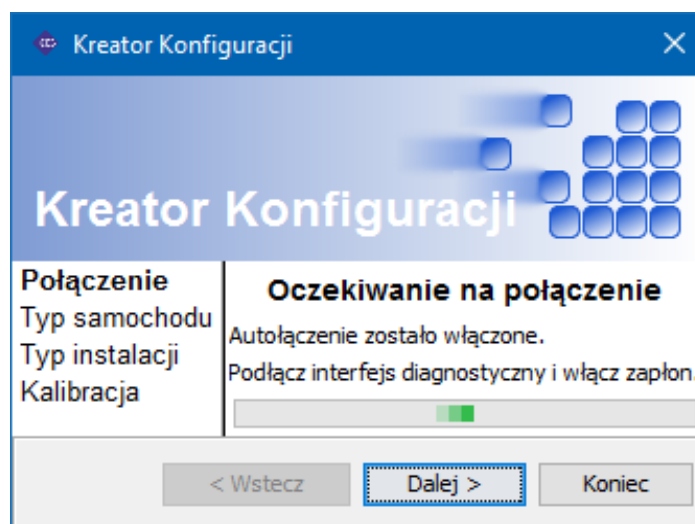 Kreator Konfiguracji
Kreator Konfiguracji
Połączenie
Typ samochodu
Typ instalacji
Kalibracja
Oczekiwanie na połączenie
Autołączenie zostało włączone.
Podłącz interfejs diagnostyczny i włącz zapłon.
< Wstecz
Dalej >
Koniec